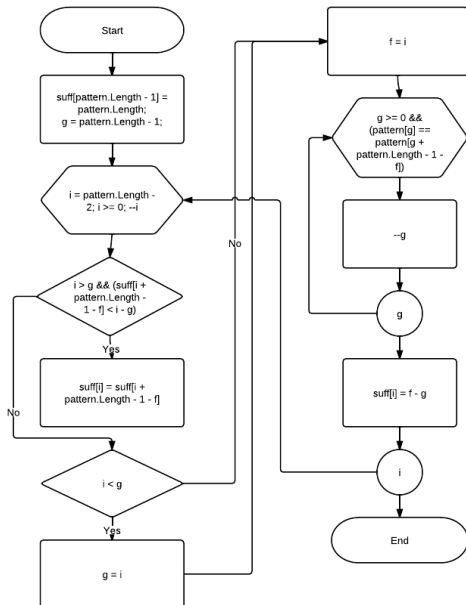 Start
suff[pattern.Length - 1] =
pattern.Length;
g = pattern.Length - 1;
i = pattern.Length -
2; i >= 0; --i
i > g && (suff[i +
pattern.Length -
1 - f] < i - g)
Yes
suff[i] = suff[i +
pattern.Length - 1 - f]
No
i < g
Yes
g = i
No
f = i
g >= 0 &&
(pattern[g] ==
pattern[g +
pattern.Length - 1 -
f])
--g
g
suff[i] = f - g
i
End